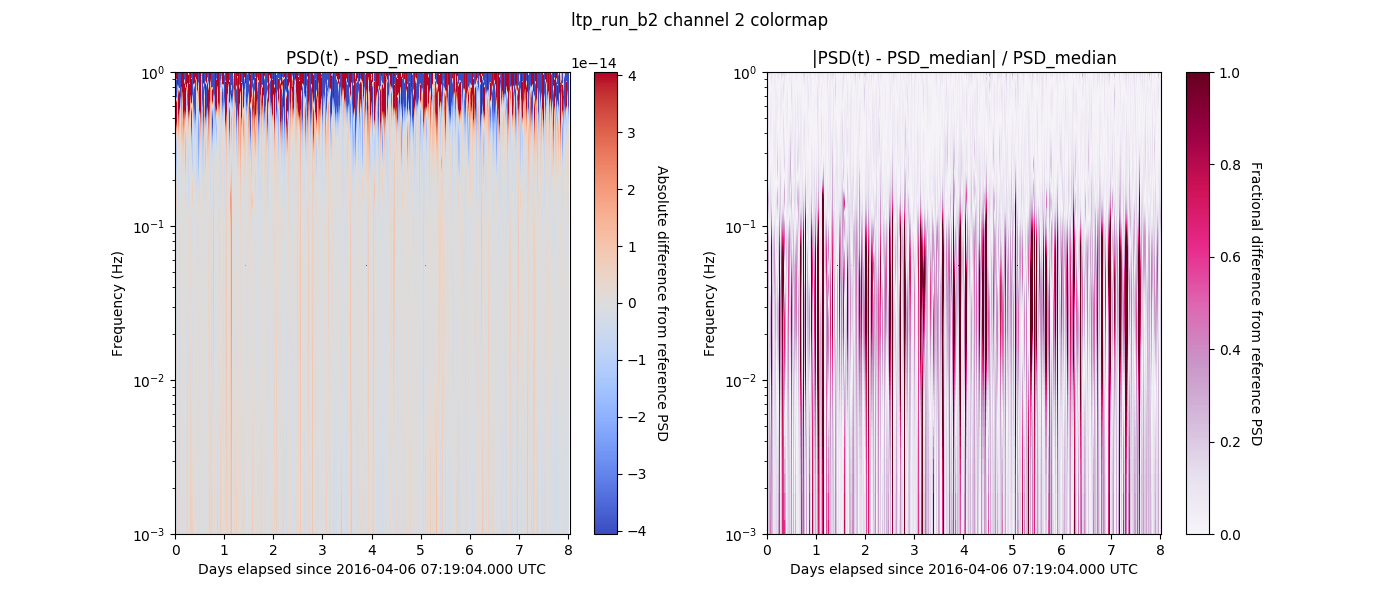 ltp_run_b2 channel 2 colormap
PSD(t) - PSD_median
1e−14
10⁰
10⁻¹
10⁻²
10⁻³
Frequency (Hz)
0 1 2 3 4 5 6 7 8
Days elapsed since 2016-04-06 07:19:04.000 UTC
4
3
2
1
0
−1
−2
−3
−4
Absolute difference from reference PSD
|PSD(t) - PSD_median| / PSD_median
10⁰
10⁻¹
10⁻²
10⁻³
Frequency (Hz)
0 1 2 3 4 5 6 7 8
Days elapsed since 2016-04-06 07:19:04.000 UTC
1.0
0.8
0.6
0.4
0.2
0.0
Fractional difference from reference PSD